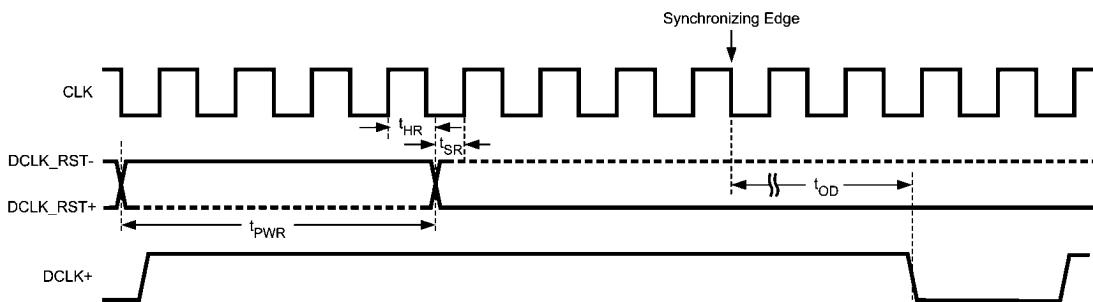 Synchronizing Edge
CLK
tHR
tSR
DCLK_RST-
tOD
DCLK_RST+
tPWR
DCLK+